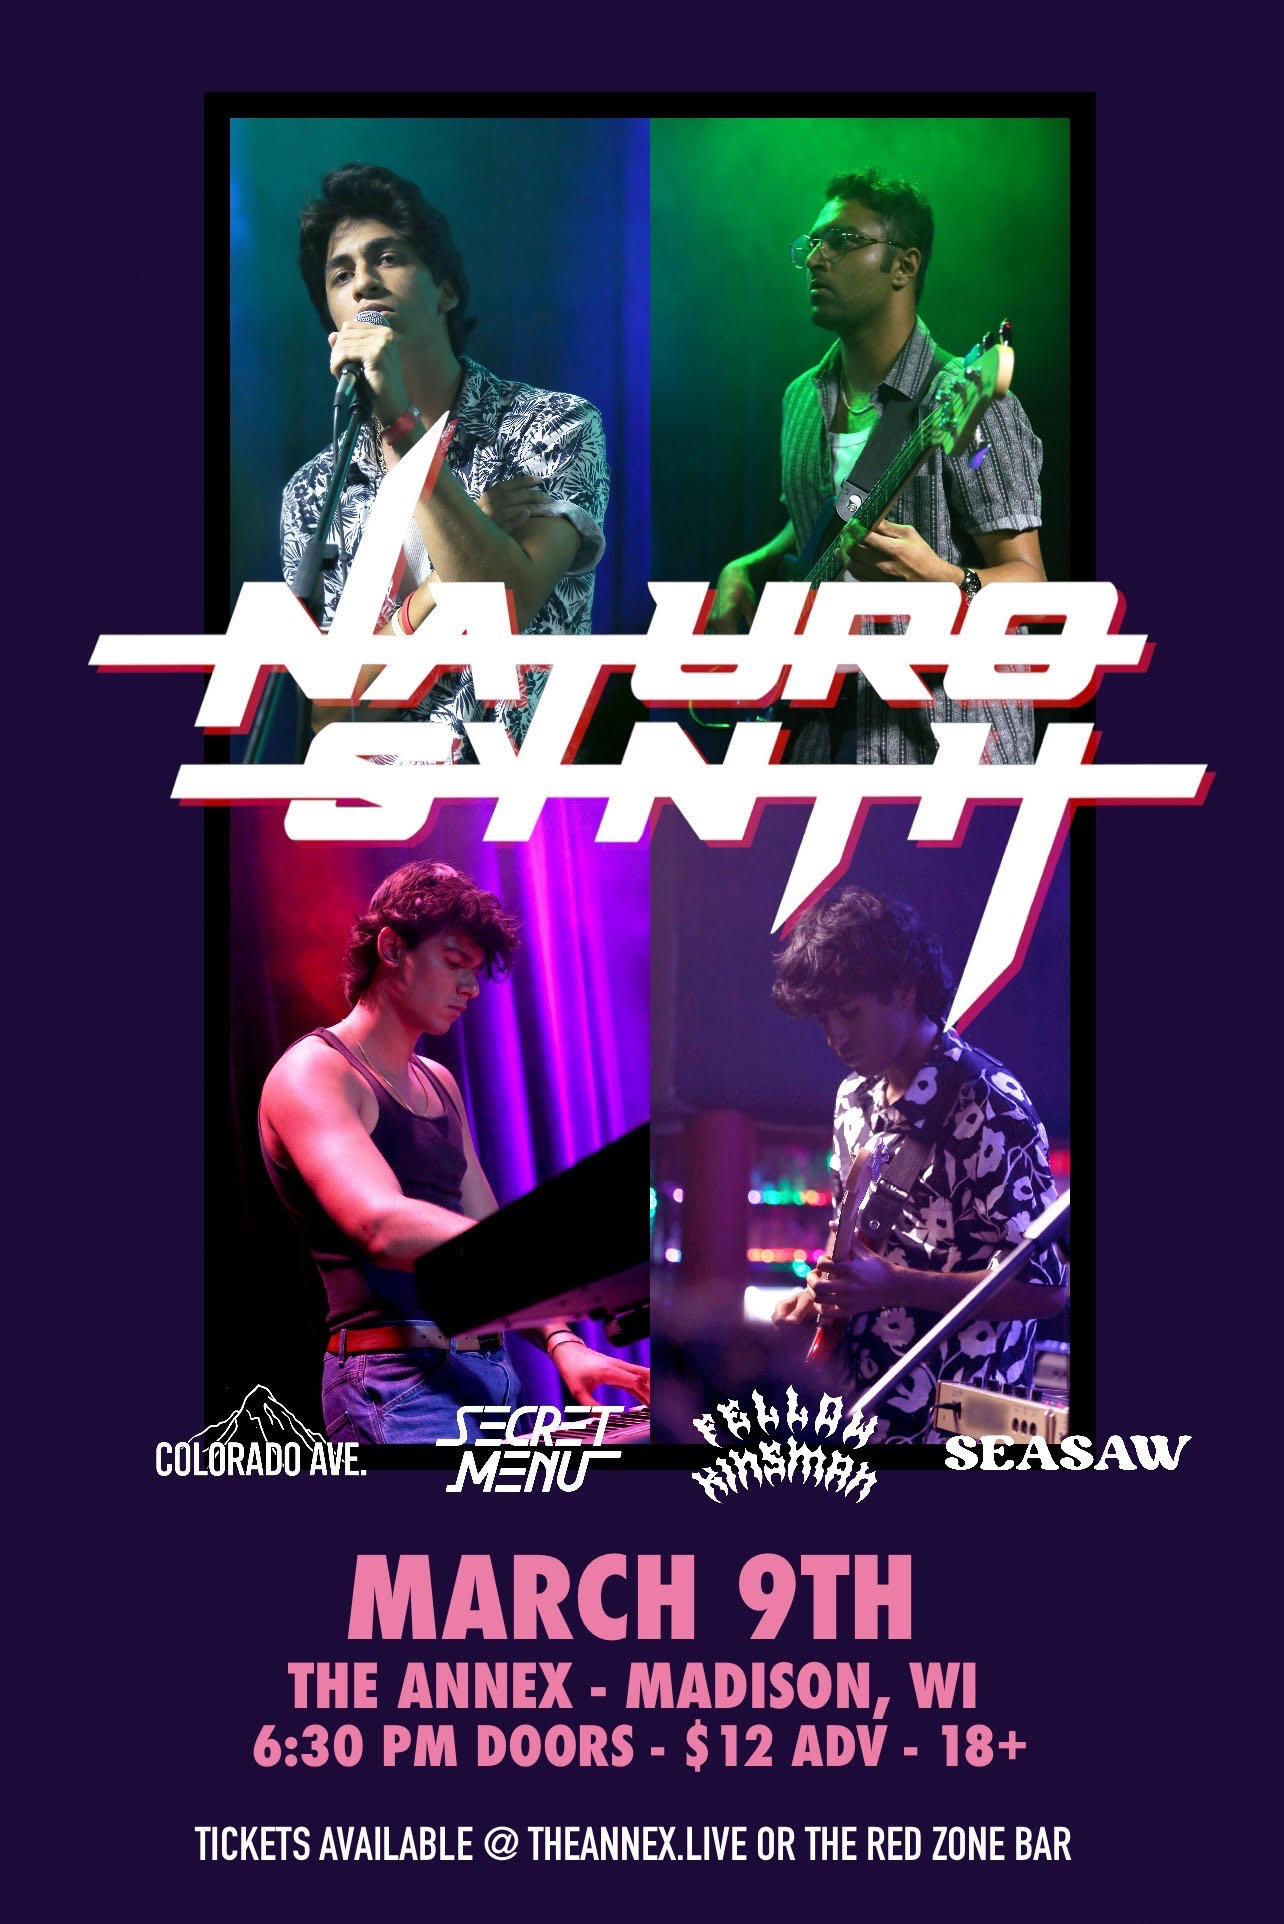 NATURO
SYNTH
COLORADO AVE.
SECRET
MENU
FELLOW
KINSMAN
SEASAW
MARCH 9TH
THE ANNEX - MADISON, WI
6:30 PM DOORS - $12 ADV - 18+
TICKETS AVAILABLE @ THEANNEX.LIVE OR THE RED ZONE BAR